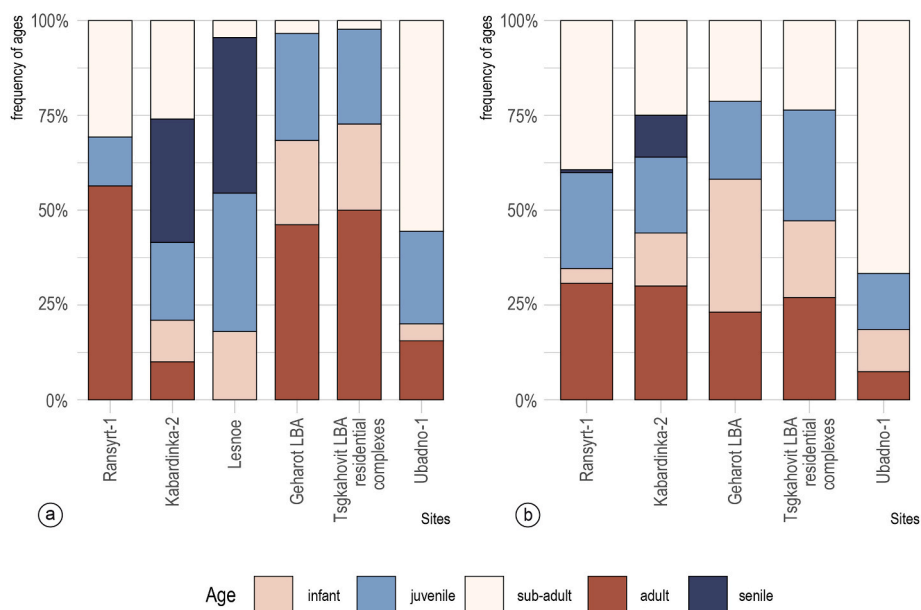 frequency of ages
100%
75%
50%
25%
0%
Ransyrt-1
Kabardinka-2
Lesnoe
Geharot LBA
Tsgkahovit LBA
residential
complexes
Ubadno-1
a
Sites
frequency of ages
100%
75%
50%
25%
0%
Ransyrt-1
Kabardinka-2
Geharot LBA
Tsgkahovit LBA
residential
complexes
Ubadno-1
b
Sites
Age infant juvenile sub-adult adult senile